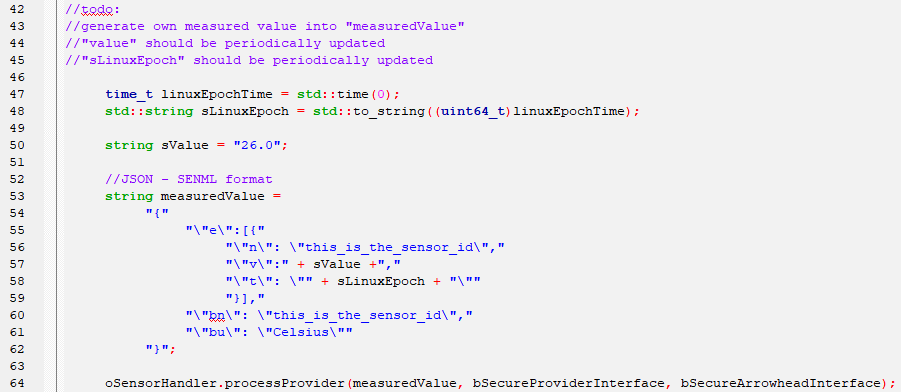 42 //todo:
43 //generate own measured value into "measuredValue"
44 //"value" should be periodically updated
45 //"sLinuxEpoch" should be periodically updated
46
47 time_t linuxEpochTime = std::time(0);
48 std::string sLinuxEpoch = std::to_string((uint64_t)linuxEpochTime);
49
50 string sValue = "26.0";
51
52 //JSON - SENML format
53 string measuredValue =
54 "{"
55 "\"e\":[{"
56 "\"n\": \"this_is_the_sensor_id\","
57 "\"v\":" + sValue +","
58 "\"t\": \"" + sLinuxEpoch + "\""
59 "}],"
60 "\"bn\": \"this_is_the_sensor_id\","
61 "\"bu\": \"Celsius\""
62 "}";
63
64 oSensorHandler.processProvider(measuredValue, bSecureProviderInterface, bSecureArrowheadInterface);